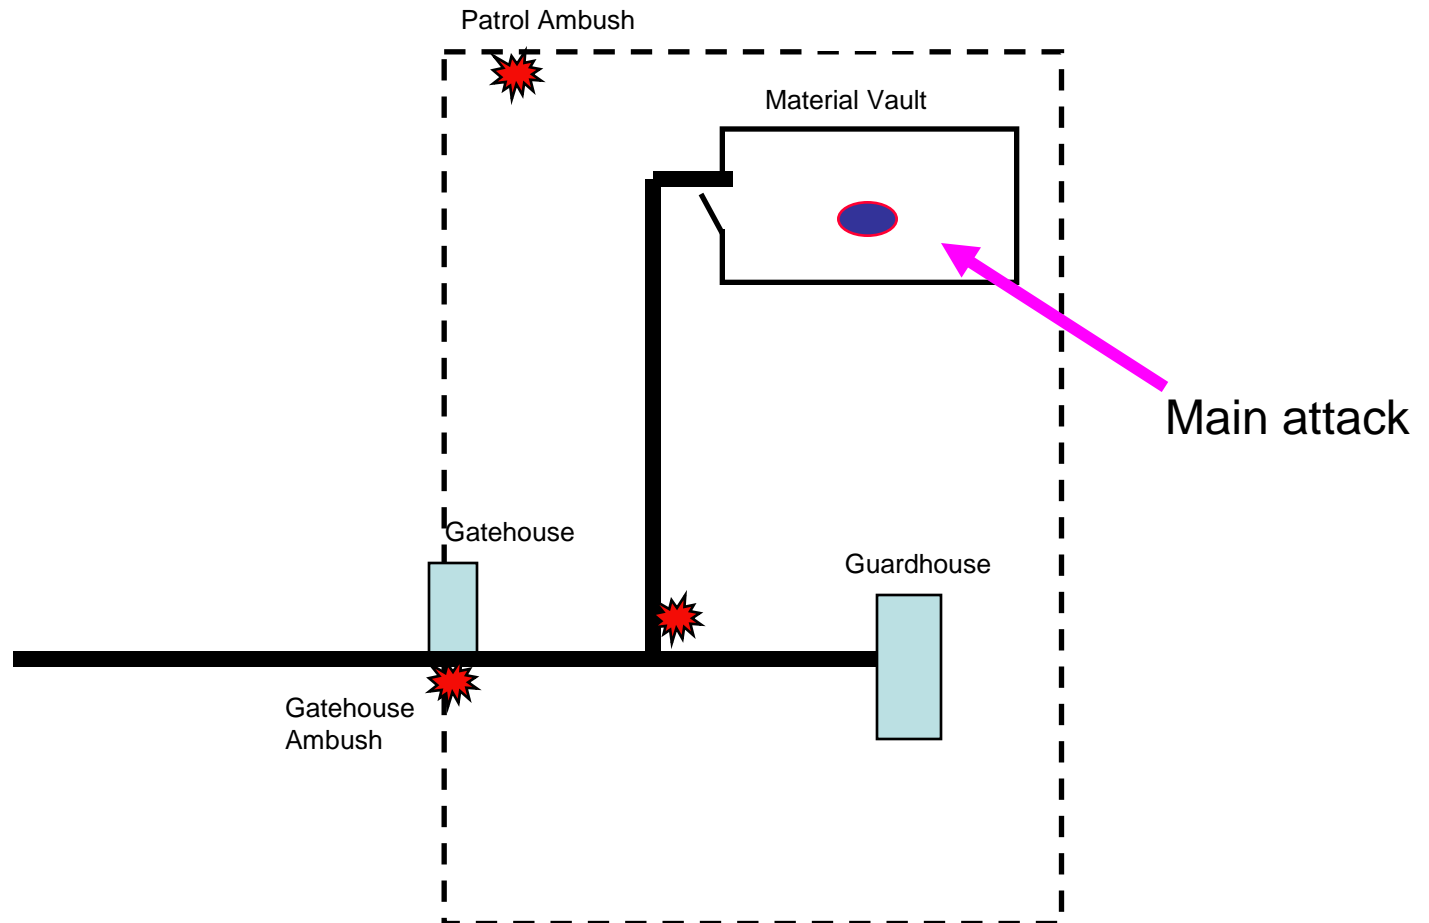 Patrol Ambush
Material Vault
Main attack
Gatehouse
Guardhouse
Gatehouse
Ambush